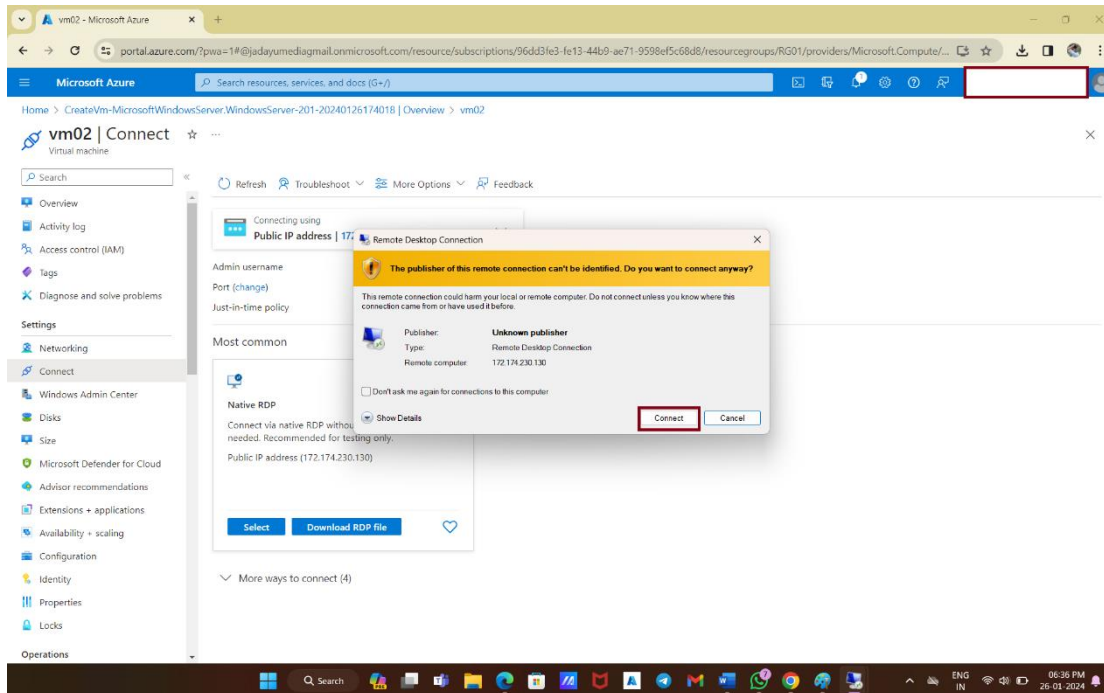 vm02 - Microsoft Azure
portal.azure.com/?pwa=1#@jadayumediagmail.onmicrosoft.com/resource/subscriptions/96dd3fe3-fe13-44b9-ae71-9598ef5c68d8/resourcegroups/RG01/providers/Microsoft.Compute/...
Microsoft Azure
Search resources, services, and docs (G+/)
1
Home > CreateVm-MicrosoftWindowsServer.WindowsServer-201-20240126174018 | Overview > vm02
vm02 | Connect
Virtual machine
Search
Refresh Troubleshoot More Options Feedback
Overview
Activity log
Access control (IAM)
Tags
Diagnose and solve problems
Settings
Networking
Connect
Windows Admin Center
Disks
Size
Microsoft Defender for Cloud
Advisor recommendations
Extensions + applications
Availability + scaling
Configuration
Identity
Properties
Locks
Operations
Connecting using
Public IP address | 17
Admin username
Port (change)
Just-in-time policy
Most common
Native RDP
Connect via native RDP withou
needed. Recommended for testing only.
Public IP address (172.174.230.130)
Select Download RDP file
More ways to connect (4)
Remote Desktop Connection
The publisher of this remote connection can't be identified. Do you want to connect anyway?
This remote connection could harm your local or remote computer. Do not connect unless you know where this
connection came from or have used it before.
Publisher: Unknown publisher
Type: Remote Desktop Connection
Remote computer: 172.174.230.130
Don't ask me again for connections to this computer
Show Details Connect Cancel
Search
ENG
IN
06:36 PM
26-01-2024